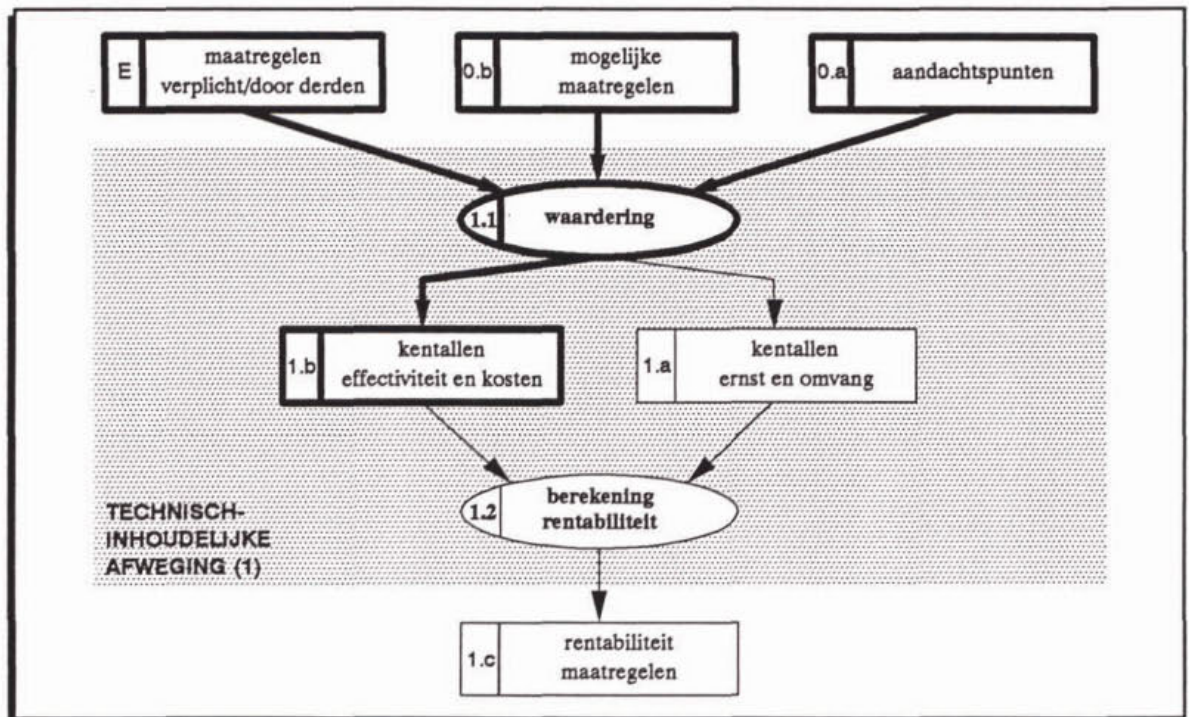 E
maatregelen
verplicht/door derden
0.b
mogelijke
maatregelen
0.a
aandachtspunten
1.1
waardering
1.b
kentallen
effectiviteit en kosten
1.a
kentallen
ernst en omvang
1.2
berekening
rentabiliteit
TECHNISCH-
INHOUDELIJKE
AFWEGING (1)
1.c
rentabiliteit
maatregelen